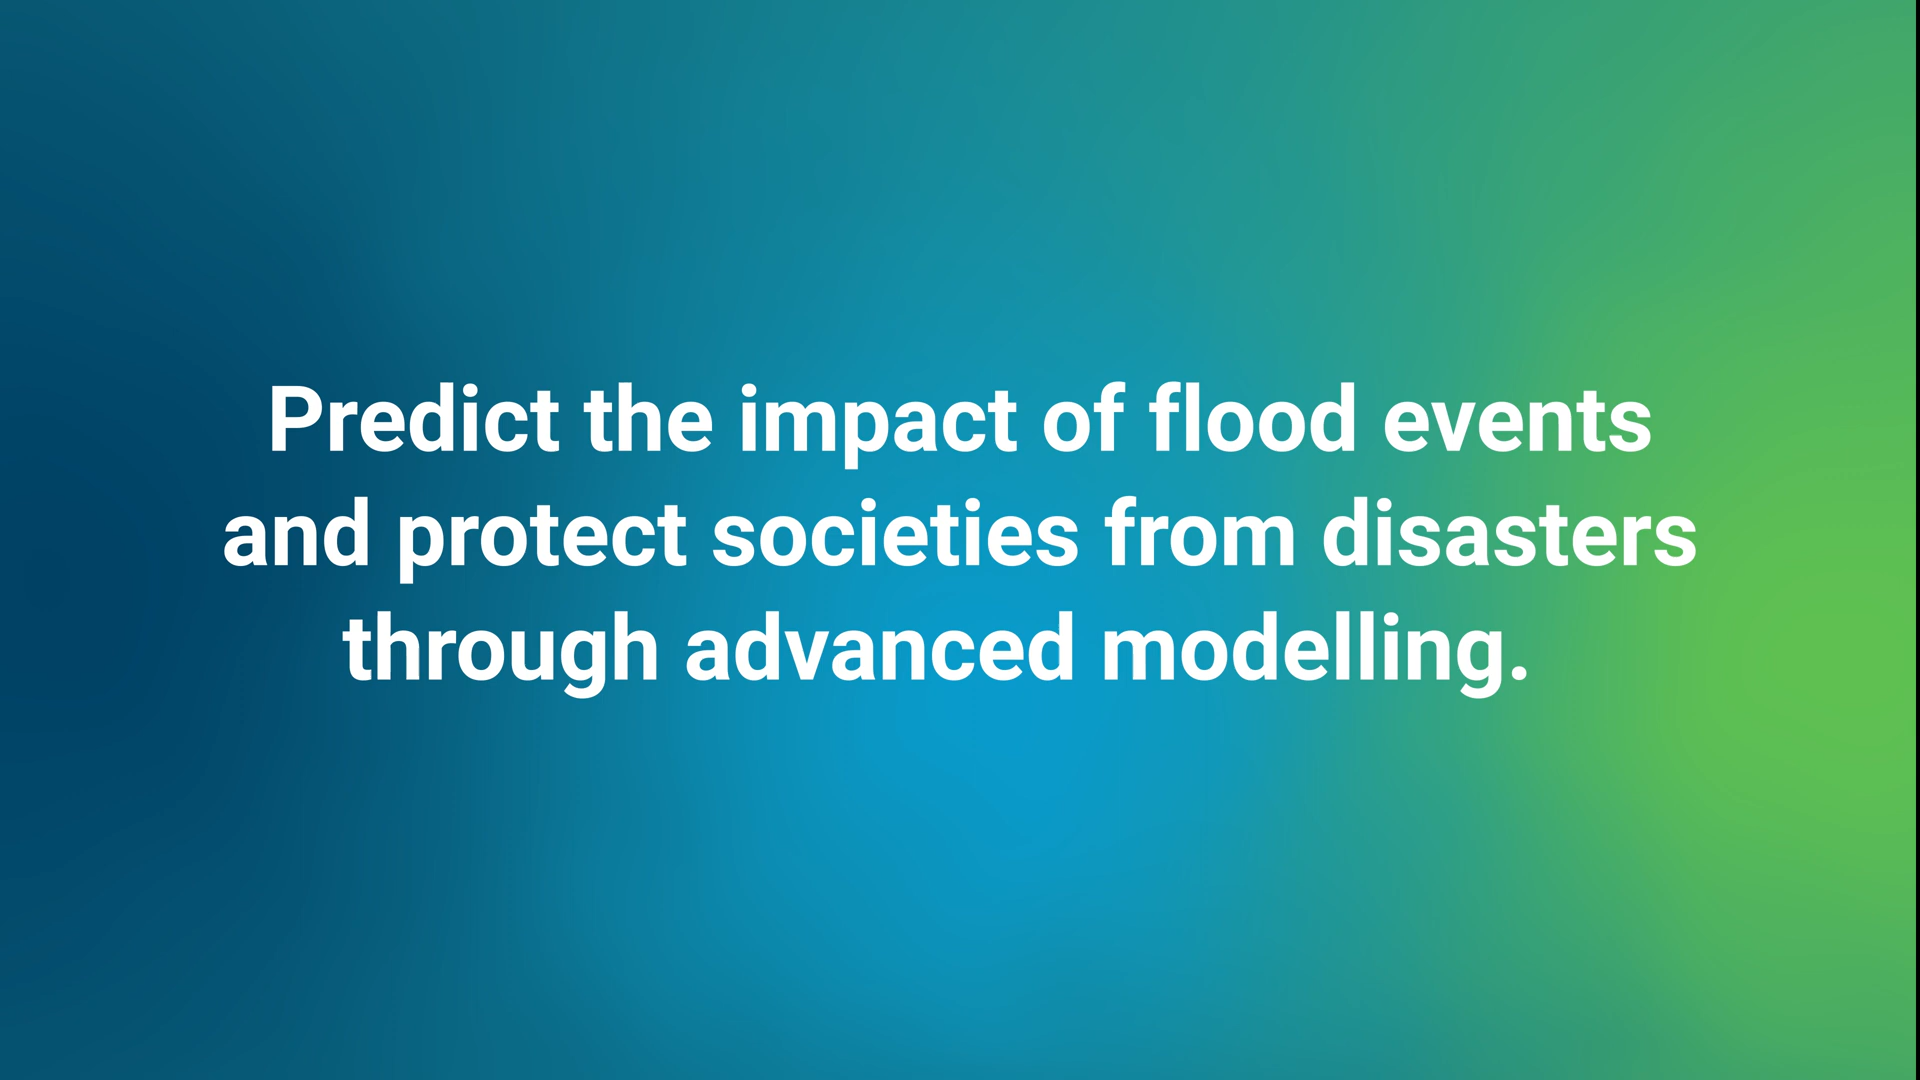 Predict the impact of flood events
and protect societies from disasters
through advanced modelling.